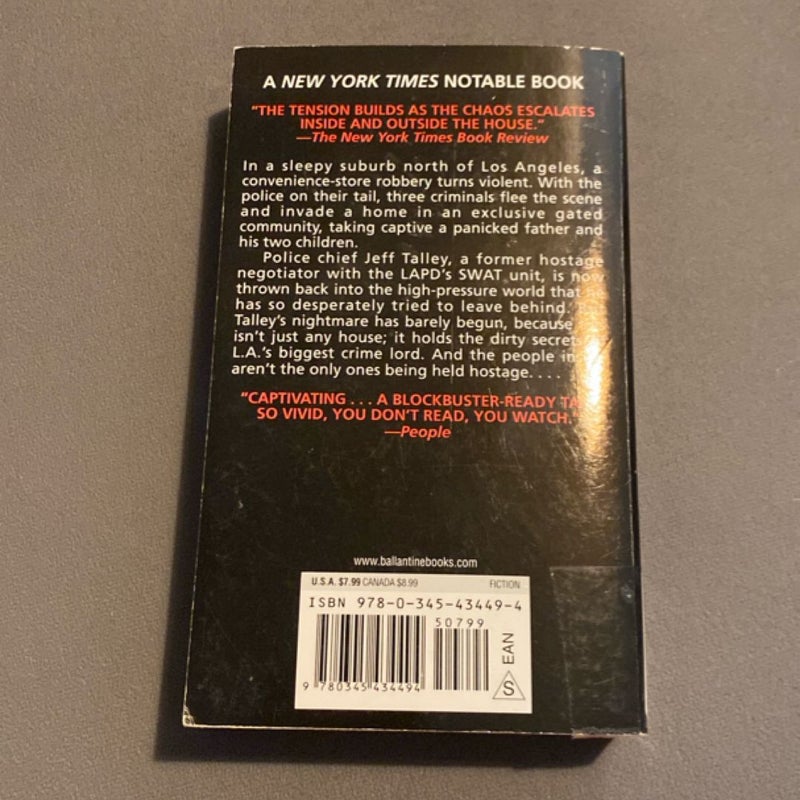 A NEW YORK TIMES NOTABLE BOOK
"THE TENSION BUILDS AS THE CHAOS ESCALATES
INSIDE AND OUTSIDE THE HOUSE."
—The New York Times Book Review
In a sleepy suburb north of Los Angeles, a
convenience-store robbery turns violent. With the
police on their tail, three criminals flee the scene
and invade a home in an exclusive gated
community, taking captive a panicked father and
his two children.
Police chief Jeff Talley, a former hostage
negotiator with the LAPD's SWAT unit, is now
thrown back into the high-pressure world that he
has so desperately tried to leave behind.
Talley's nightmare has barely begun, because
isn't just any house; it holds the dirty secrets
L.A.'s biggest crime lord. And the people in
aren't the only ones being held hostage. . . .
"CAPTIVATING . . . A BLOCKBUSTER-READY
SO VIVID, YOU DON'T READ, YOU WATCH."
—People
www.ballantinebooks.com
U.S.A. $7.99 CANADA $8.99 FICTION
ISBN 978-0-345-43449-4
50799
EAN
S
9 780345 434494